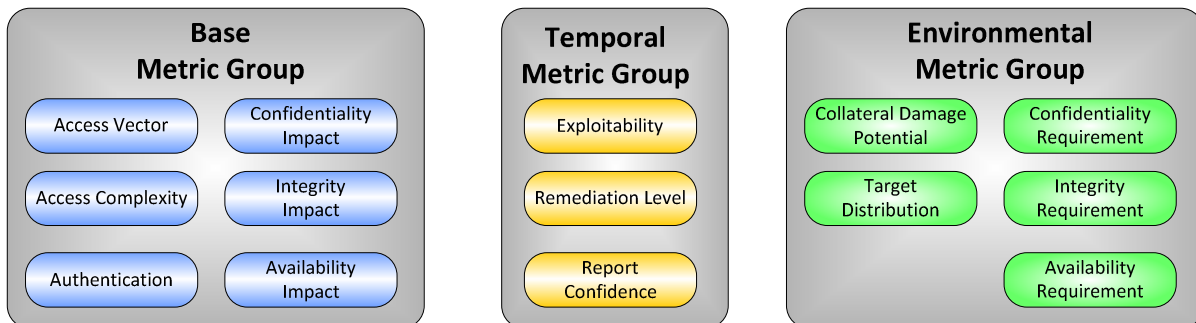 Base
Metric Group
Access Vector
Confidentiality
Impact
Access Complexity
Integrity
Impact
Authentication
Availability
Impact
Temporal
Metric Group
Exploitability
Remediation Level
Report
Confidence
Environmental
Metric Group
Collateral Damage
Potential
Confidentiality
Requirement
Target
Distribution
Integrity
Requirement
Availability
Requirement